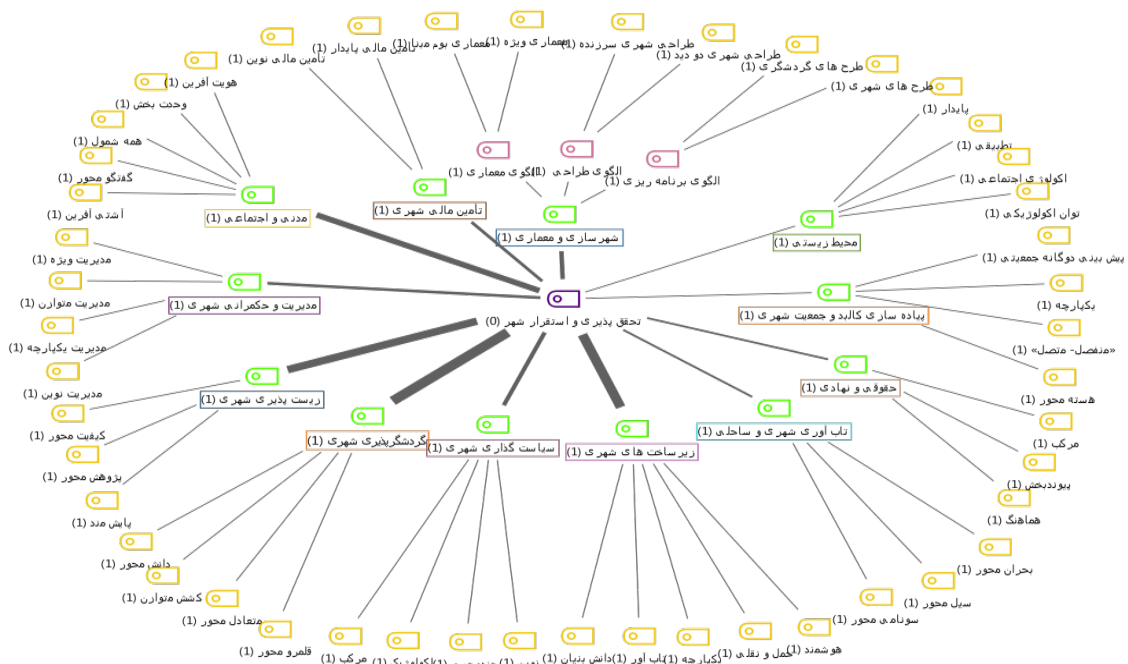 طراحی شهری سرزنده (1)
معماری ویژه (1)
معماری بوم مبنا (1)
تامین مالی پایدار (1)
تامین مالی نوین (1)
طراحی شهری دو دید (1)
طرح های گردشگری (1)
طرح های شهری (1)
هویت آفرین (1)
وحدت بخش (1)
همه شمول (1)
گفتگو محور (1)
آشتی آفرین (1)
پایدار (1)
تطبیقی (1)
اکولوژی اجتماعی (1)
توان اکولوژیکی (1)
الگوی معماری (1)
الگوی طراحی (1)
الگوی برنامه ریزی (1)
مدنی و اجتماعی (1)
تأمین مالی شهری (1)
شهرسازی و معماری (1)
محیط زیستی (1)
پیش بینی دوگانه جمعیتی (1)
مدیریت ویژه (1)
مدیریت متوازن (1)
مدیریت و حکمرانی شهری (1)
پیاده سازی کالبد و جمعیت شهری (1)
یکپارچه (1)
تحقق پذیری و استقرار شهر (0)
مدیریت یکپارچه (1)
«منفصل- متصل» (1)
حقوقی و نهادی (1)
هسته محور (1)
مدیریت نوین (1)
زیست پذیری شهری (1)
کیفیت محور (1)
مرکب (1)
تاب آوری شهری و ساحلی (1)
گردشگرپذیری شهری (1)
سیاست گذاری شهری (1)
زیرساخت های شهری (1)
پژوهش محور (1)
پیوندبخش (1)
پایش مند (1)
هماهنگ (1)
دانش محور (1)
بحران محور (1)
کنش متوازن (1)
سیل محور (1)
متعادل محور (1)
سونامی محور (1)
قلمرو محور (1)
هوشمند (1)
حمل و نقلی (1)
یکپارچه (1)
تاب آور (1)
دانش بنیان (1)
مرکب (1)